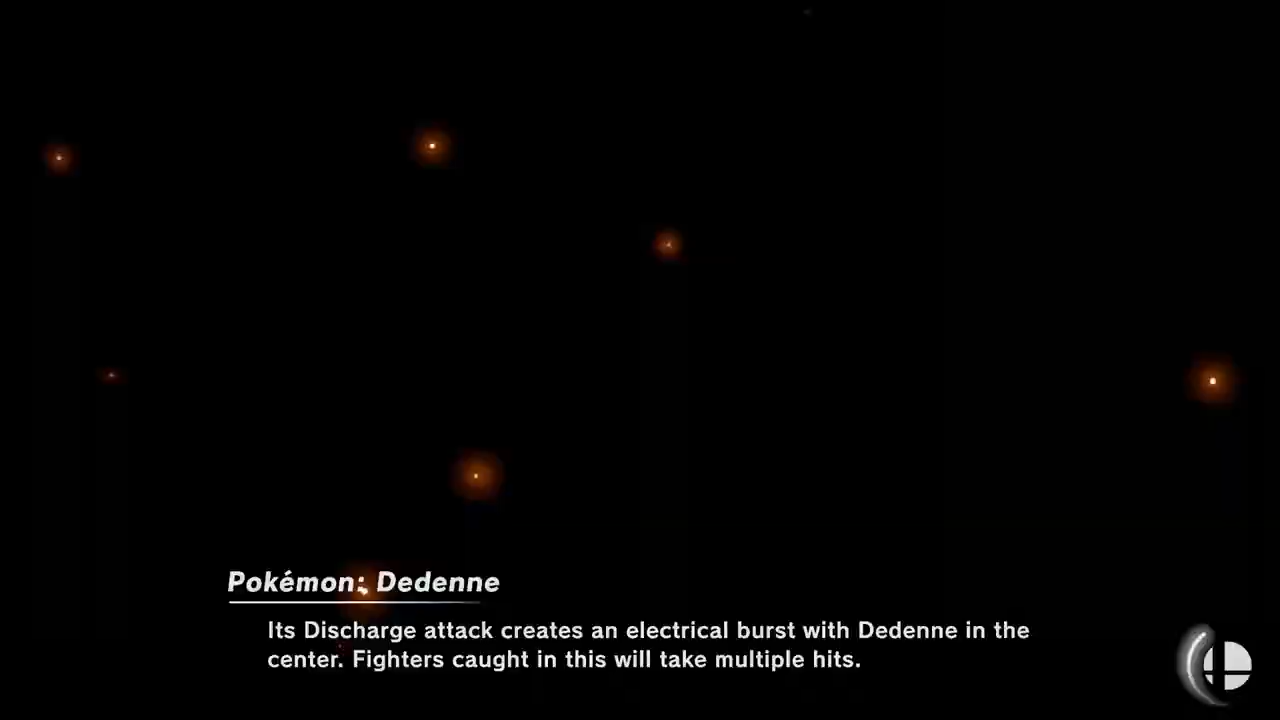 Pokémon: Dedenne
Its Discharge attack creates an electrical burst with Dedenne in the
center. Fighters caught in this will take multiple hits.